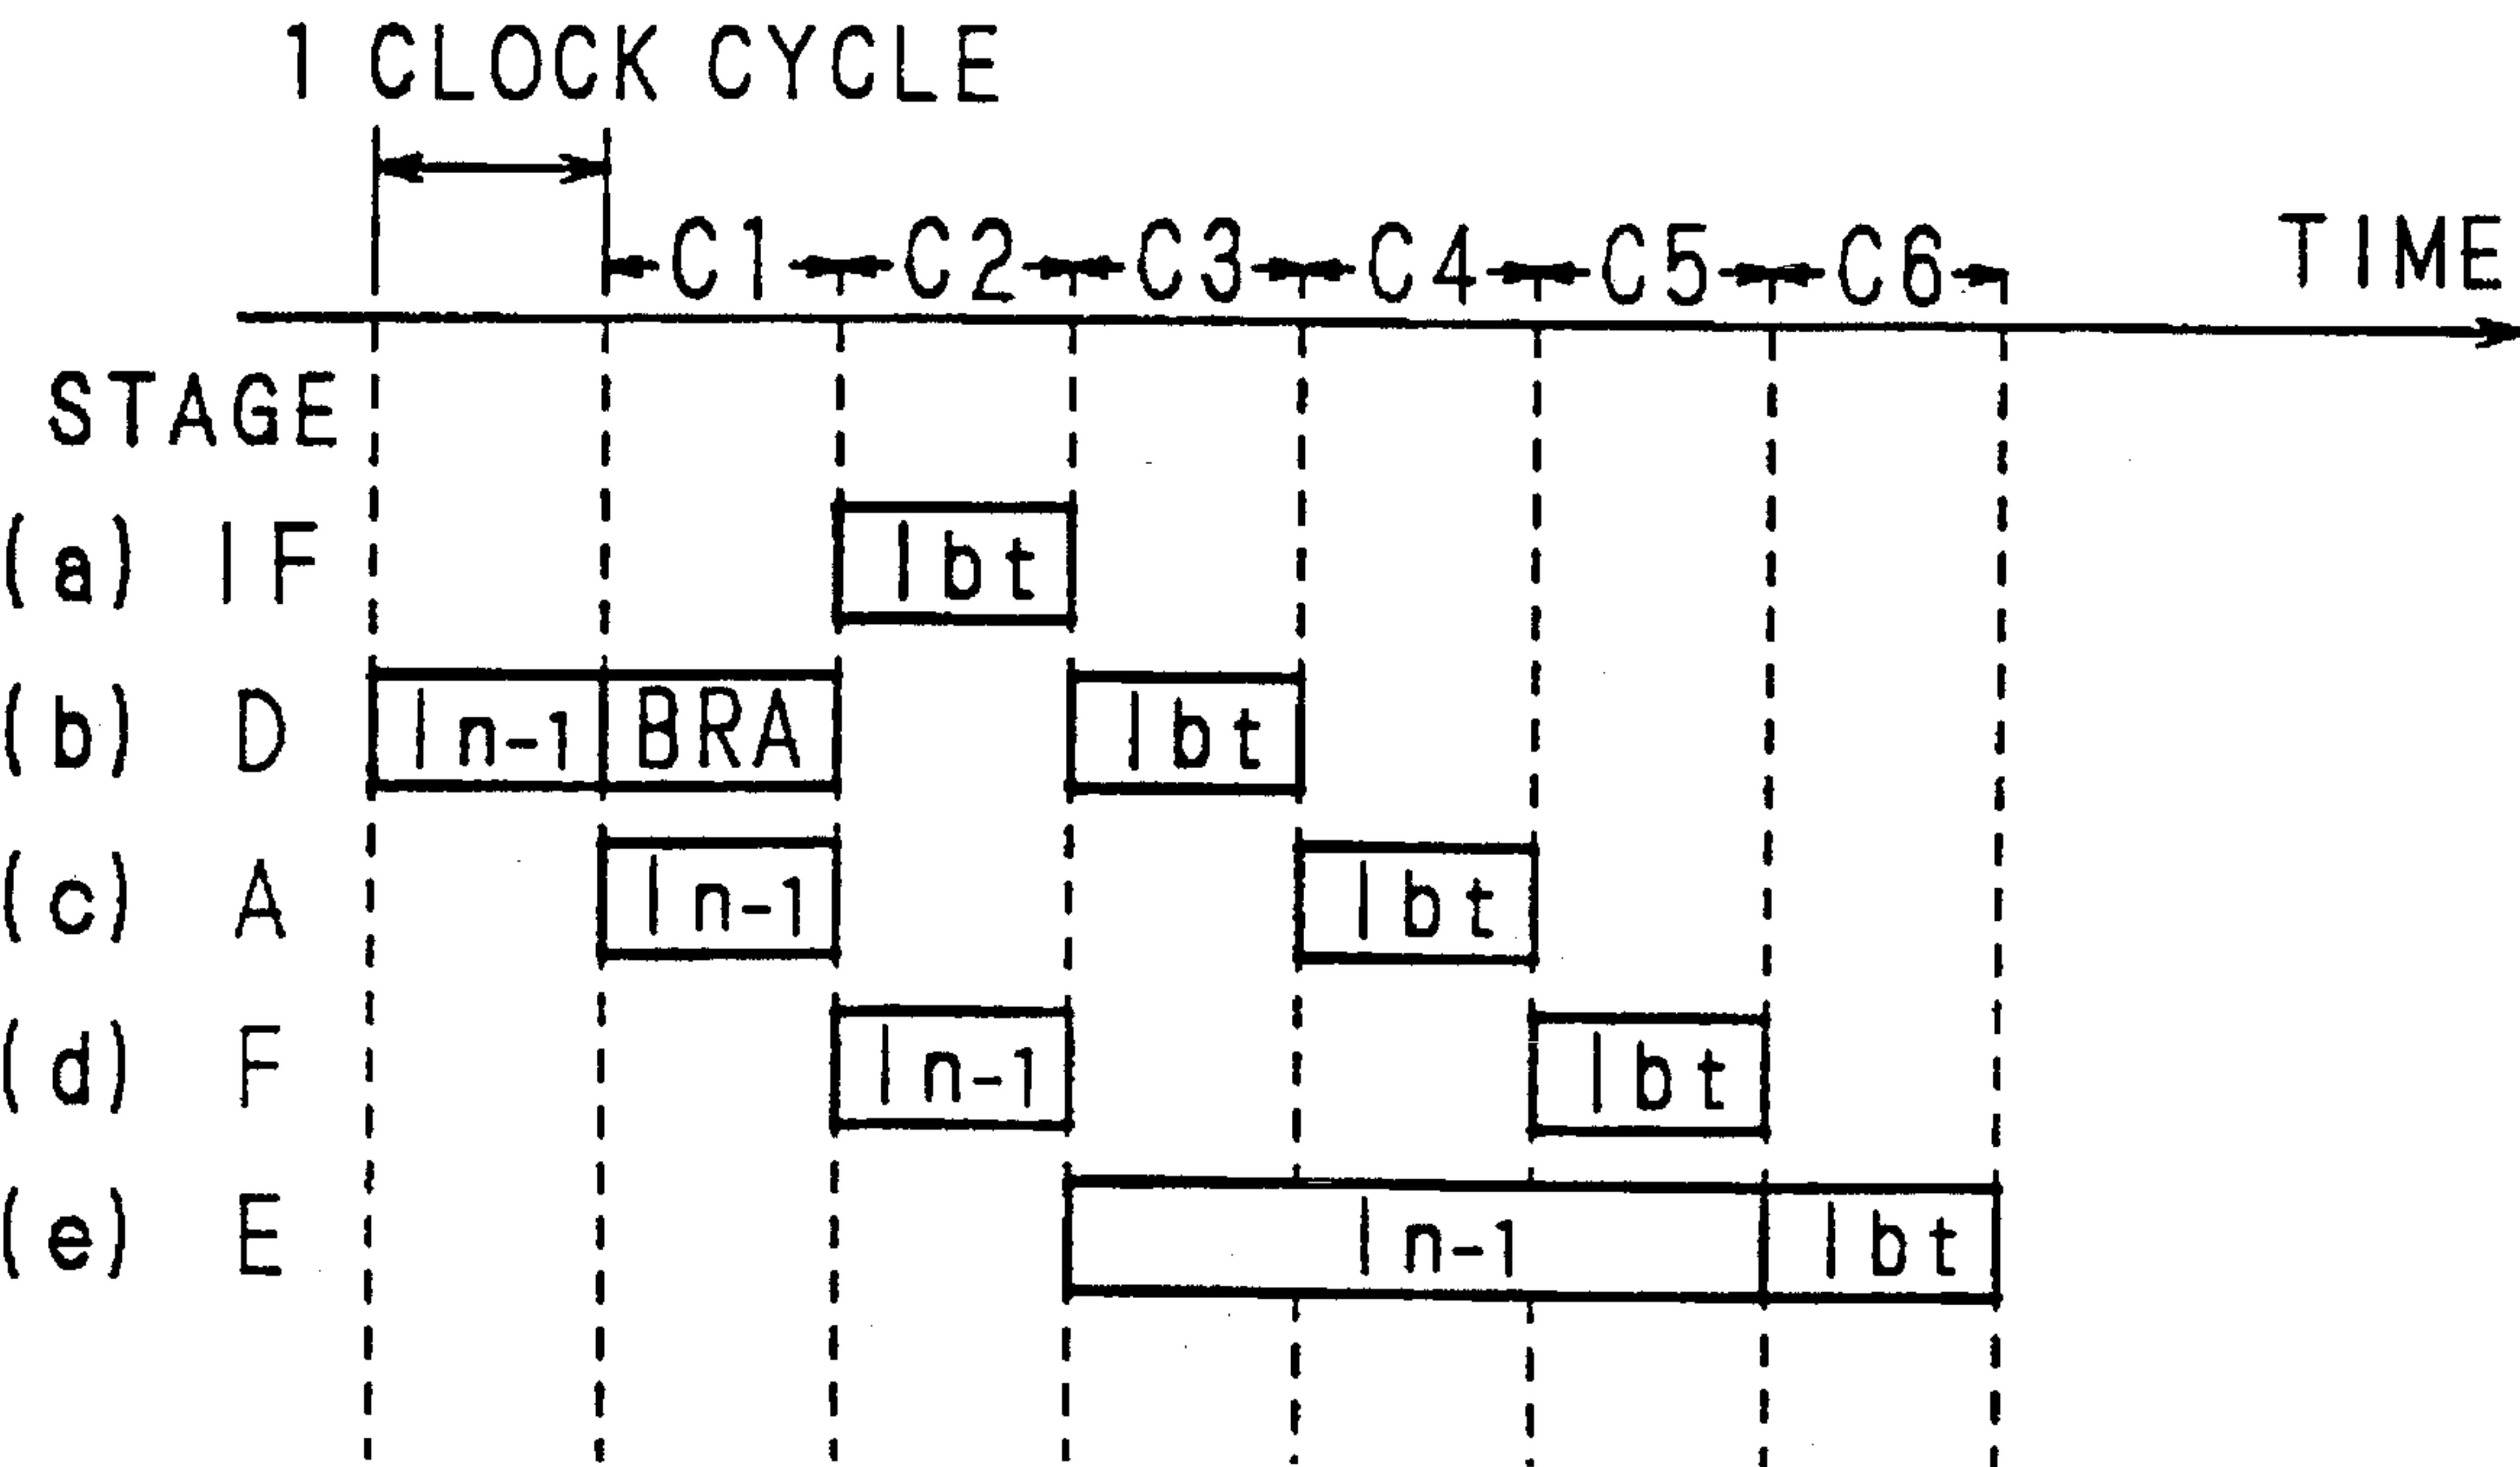 1 CLOCK CYCLE
C1 C2 C3 C4 C5 C6 TIME
STAGE
(a) IF Ibt
(b) D In-1 BRA Ibt
(c) A In-1 Ibt
(d) F In-1 Ibt
(e) E In-1 Ibt